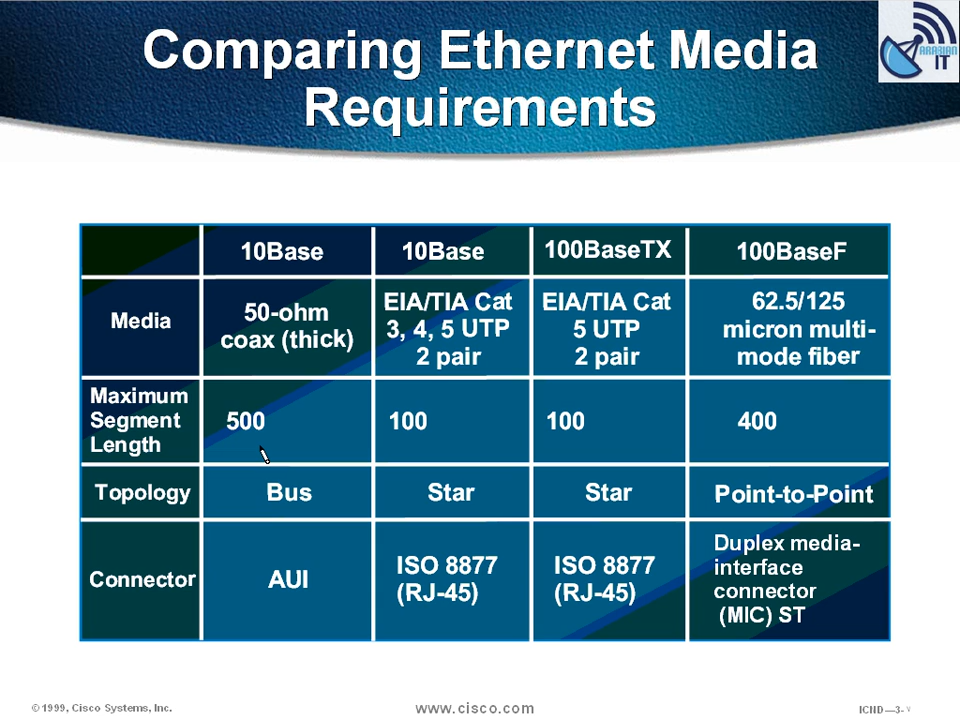 Comparing Ethernet Media
Requirements
ARABIAN
IT
10Base
10Base
100BaseTX
100BaseF
Media
50-ohm
coax (thick)
EIA/TIA Cat
3, 4, 5 UTP
2 pair
EIA/TIA Cat
5 UTP
2 pair
62.5/125
micron multi-
mode fiber
Maximum
Segment
Length
500
100
100
400
Topology
Bus
Star
Star
Point-to-Point
Connector
AUI
ISO 8877
(RJ-45)
ISO 8877
(RJ-45)
Duplex media-
interface
connector
(MIC) ST
© 1999, Cisco Systems, Inc.
www.cisco.com
ICND—3-